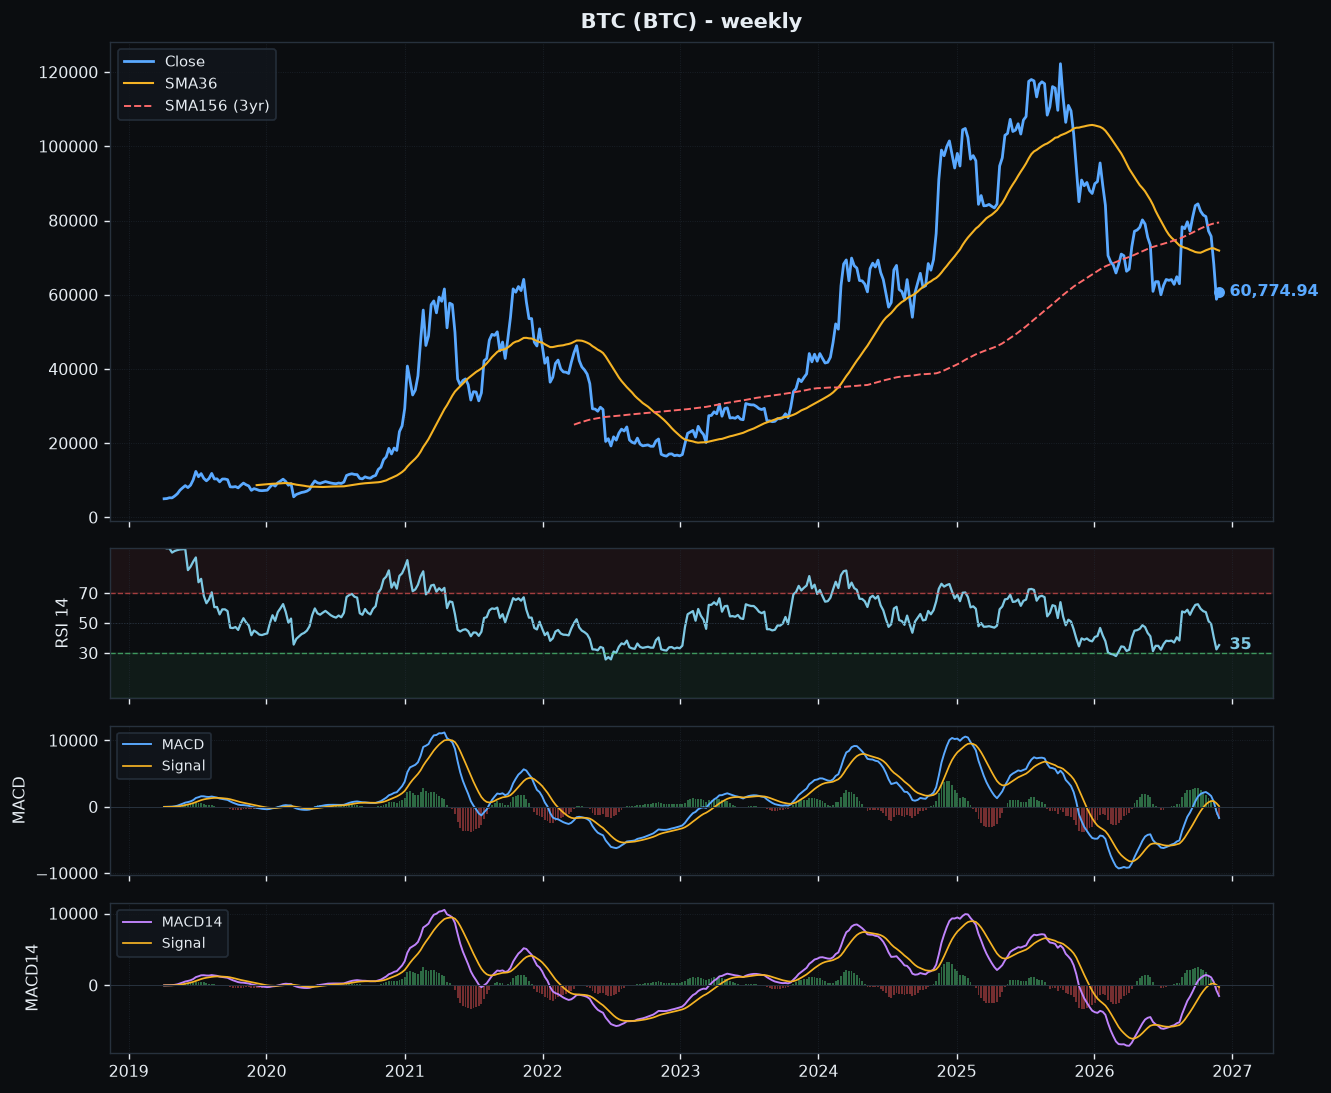 BTC (BTC) - weekly
Close
SMA36
SMA156 (3yr)
120000
100000
80000
60000
40000
20000
0
60,774.94
RSI 14
70
50
30
35
MACD
MACD
Signal
10000
0
−10000
MACD14
MACD14
Signal
10000
0
2019 2020 2021 2022 2023 2024 2025 2026 2027